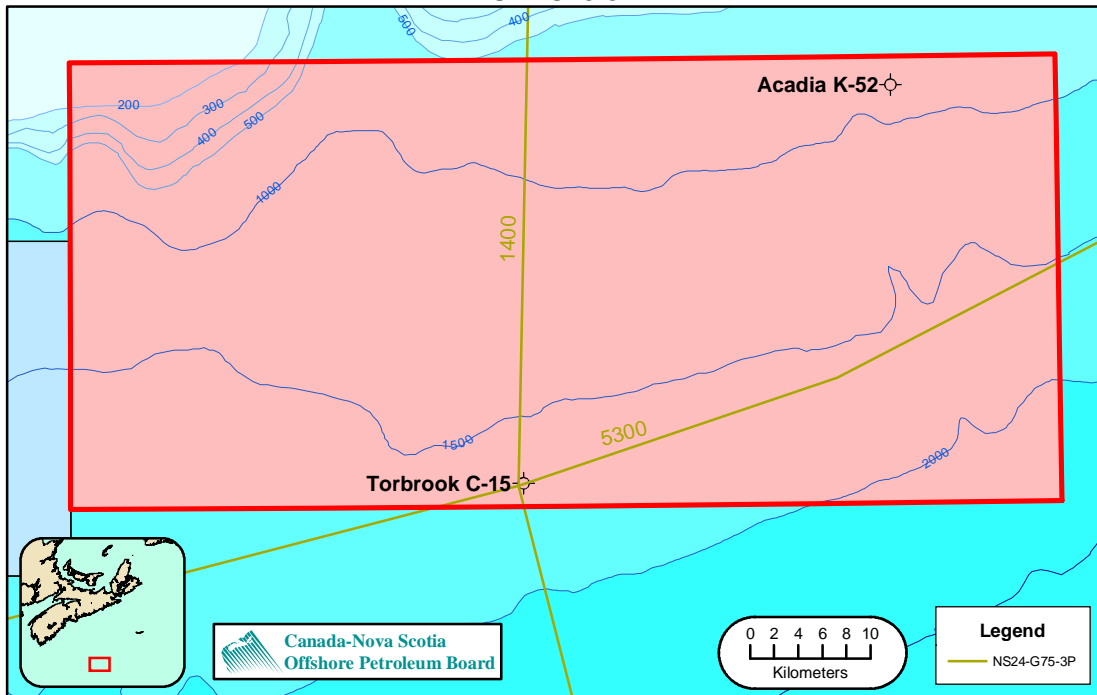 400
500
200
300
400
500
Acadia K-52
1000
1400
1500
5300
2000
Torbrook C-15
Canada-Nova Scotia
Offshore Petroleum Board
0 2 4 6 8 10
Kilometers
Legend
NS24-G75-3P